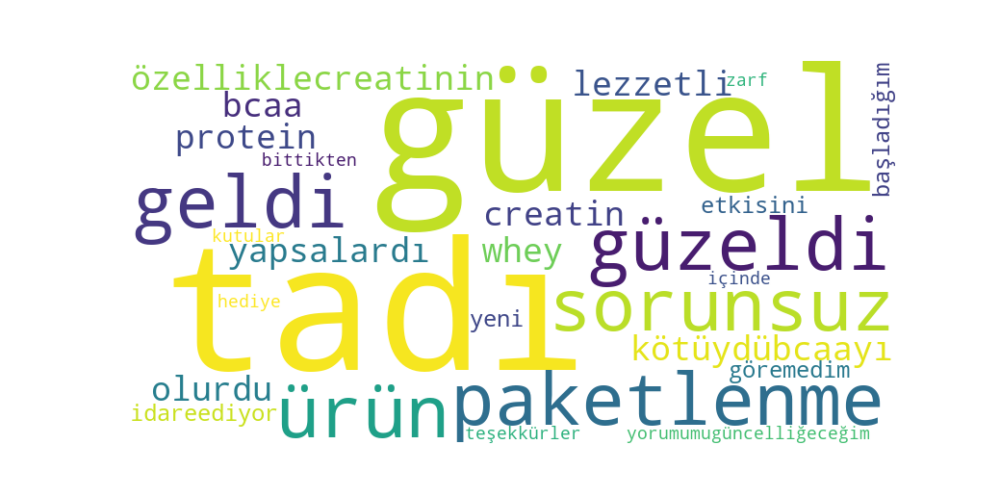 özelliklecreatinin
güzel
lezzetli
zarf
başladığım
bcaa
protein
bittikten
geldi
creatin
etkisini
güzeldi
kutular
yapsalardı
whey
tadı
içinde
hediye
yeni
sorunsuz
kötüydübcaayı
göremedim
olurdu
ürün
paketlenme
idareediyor
teşekkürler
yorumumugüncelliğeceğim